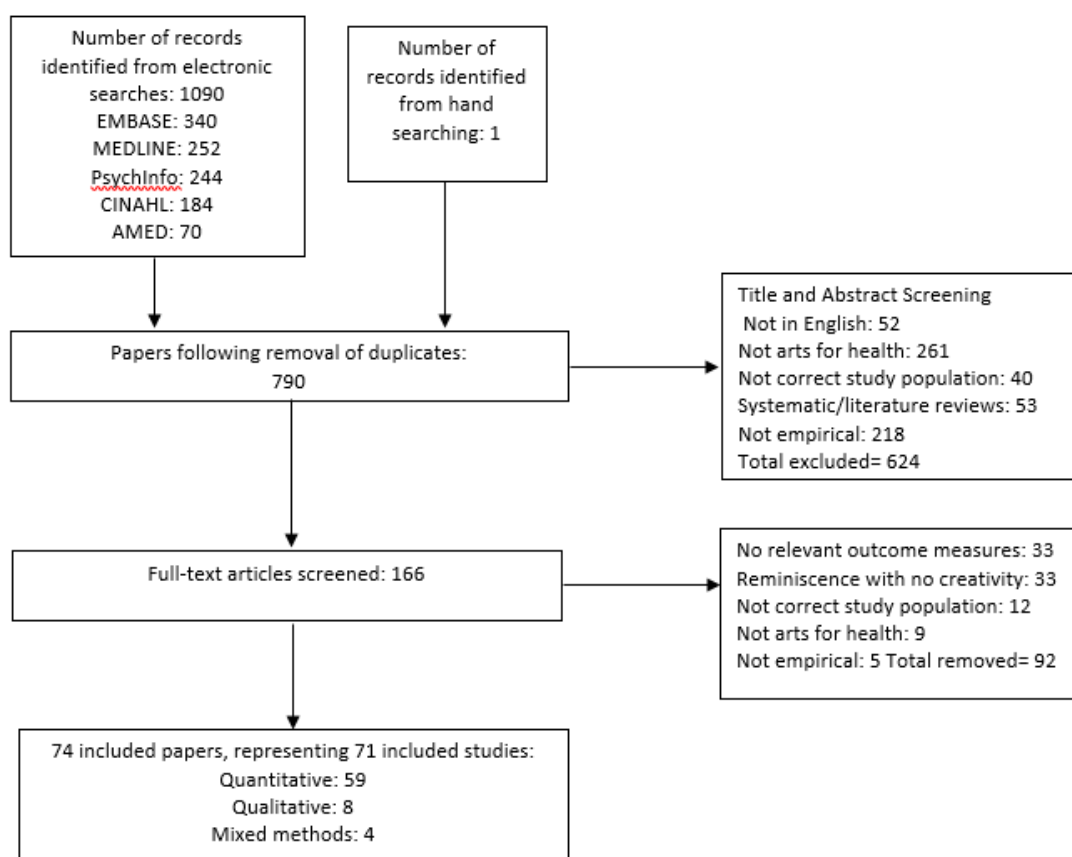 Number of records
identified from electronic
searches: 1090
EMBASE: 340
MEDLINE: 252
PsychInfo: 244
CINAHL: 184
AMED: 70
Number of
records identified
from hand
searching: 1
Papers following removal of duplicates:
790
Title and Abstract Screening
Not in English: 52
Not arts for health: 261
Not correct study population: 40
Systematic/literature reviews: 53
Not empirical: 218
Total excluded= 624
Full-text articles screened: 166
No relevant outcome measures: 33
Reminiscence with no creativity: 33
Not correct study population: 12
Not arts for health: 9
Not empirical: 5 Total removed= 92
74 included papers, representing 71 included studies:
Quantitative: 59
Qualitative: 8
Mixed methods: 4